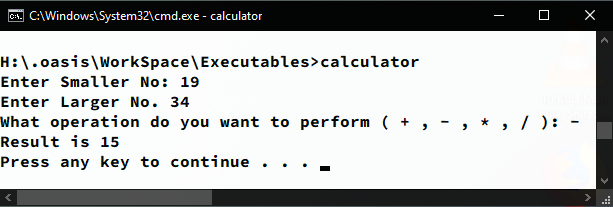 C:\Windows\System32\cmd.exe - calculator
H:\.oasis\WorkSpace\Executables>calculator
Enter Smaller No: 19
Enter Larger No. 34
What operation do you want to perform ( + , - , * , / ): -
Result is 15
Press any key to continue . . .